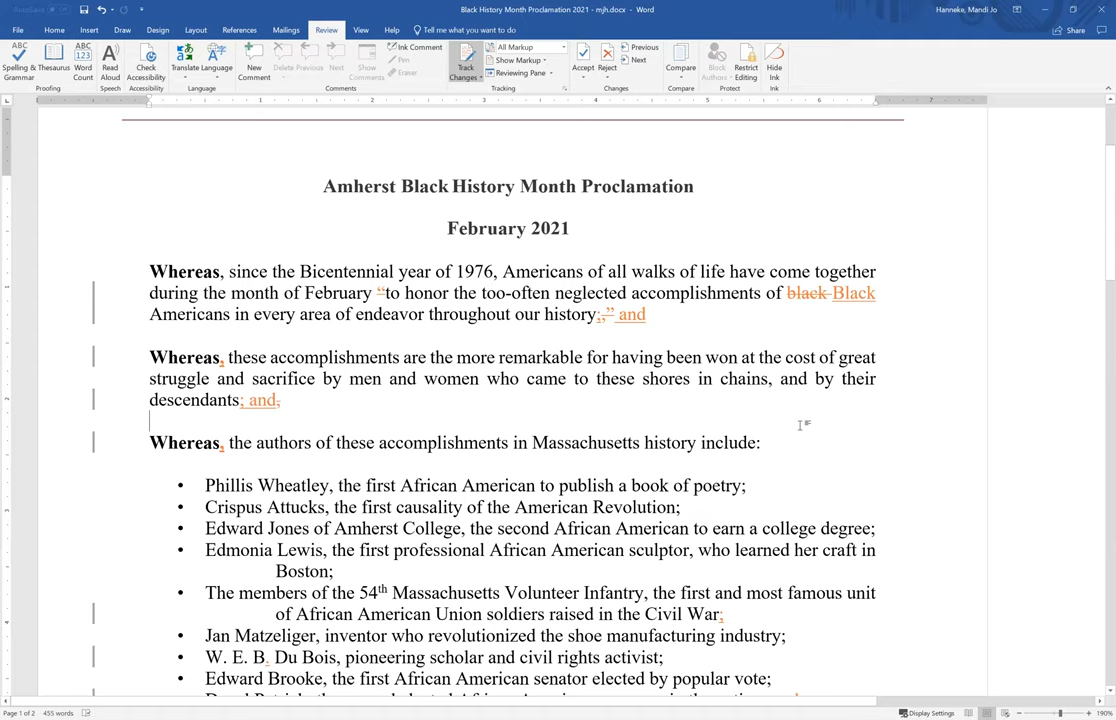 AutoSave Off
Black History Month Proclamation 2021 - mjh.docx - Word
Hanneke, Mandi Jo
File Home Insert Draw Design Layout References Mailings Review View Help Tell me what you want to do
Share
Spelling & Grammar
Thesaurus
Word Count
Proofing
Read Aloud
Speech
Check Accessibility
Accessibility
Translate
Language
Language
New Comment
Delete
Previous
Next
Show Comments
Comments
Ink Comment
Pen
Eraser
Track Changes
All Markup
Show Markup
Reviewing Pane
Tracking
Accept
Reject
Previous
Next
Changes
Compare
Compare
Block Authors
Restrict Editing
Protect
Hide Ink
Ink
1 2 3 4 5 6 7
Amherst Black History Month Proclamation
February 2021
Whereas, since the Bicentennial year of 1976, Americans of all walks of life have come together
during the month of February “to honor the too-often neglected accomplishments of black Black
Americans in every area of endeavor throughout our history;,” and
Whereas, these accomplishments are the more remarkable for having been won at the cost of great
struggle and sacrifice by men and women who came to these shores in chains, and by their
descendants; and,
Whereas, the authors of these accomplishments in Massachusetts history include:
• Phillis Wheatley, the first African American to publish a book of poetry;
• Crispus Attucks, the first causality of the American Revolution;
• Edward Jones of Amherst College, the second African American to earn a college degree;
• Edmonia Lewis, the first professional African American sculptor, who learned her craft in
Boston;
• The members of the 54th Massachusetts Volunteer Infantry, the first and most famous unit
of African American Union soldiers raised in the Civil War;
• Jan Matzeliger, inventor who revolutionized the shoe manufacturing industry;
• W. E. B. Du Bois, pioneering scholar and civil rights activist;
• Edward Brooke, the first African American senator elected by popular vote;
Page 1 of 2 455 words
Display Settings
190%